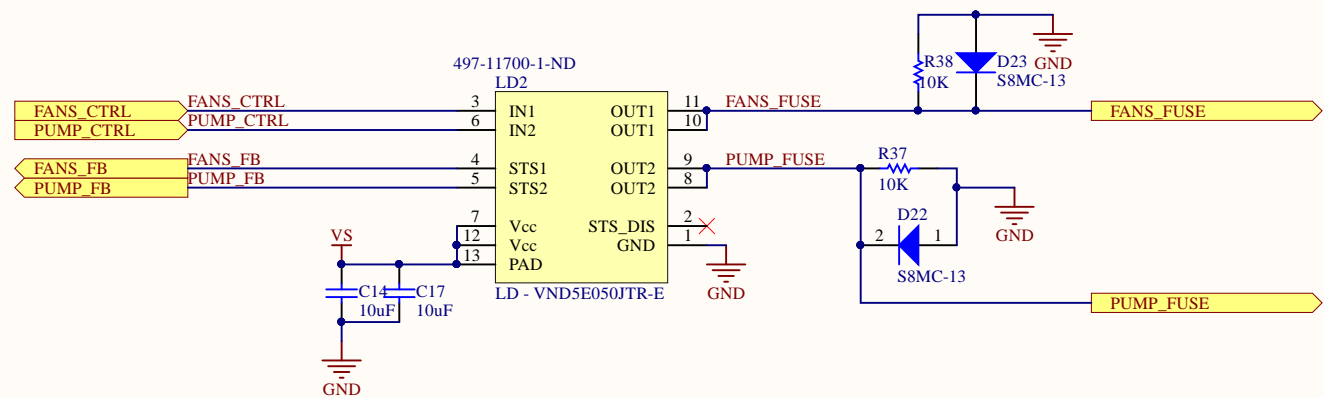 497-11700-1-ND
LD2
R38
10K
D23
S8MC-13
GND
FANS_CTRL
FANS_CTRL
3
IN1
OUT1
11
FANS_FUSE
FANS_FUSE
PUMP_CTRL
PUMP_CTRL
6
IN2
OUT1
10
FANS_FB
FANS_FB
4
STS1
OUT2
9
PUMP_FUSE
R37
10K
PUMP_FB
PUMP_FB
5
STS2
OUT2
8
GND
7
Vcc
STS_DIS
2
D22
2
1
S8MC-13
VS
12
Vcc
GND
1
13
PAD
GND
C14
10uF
C17
10uF
LD - VND5E050JTR-E
PUMP_FUSE
GND